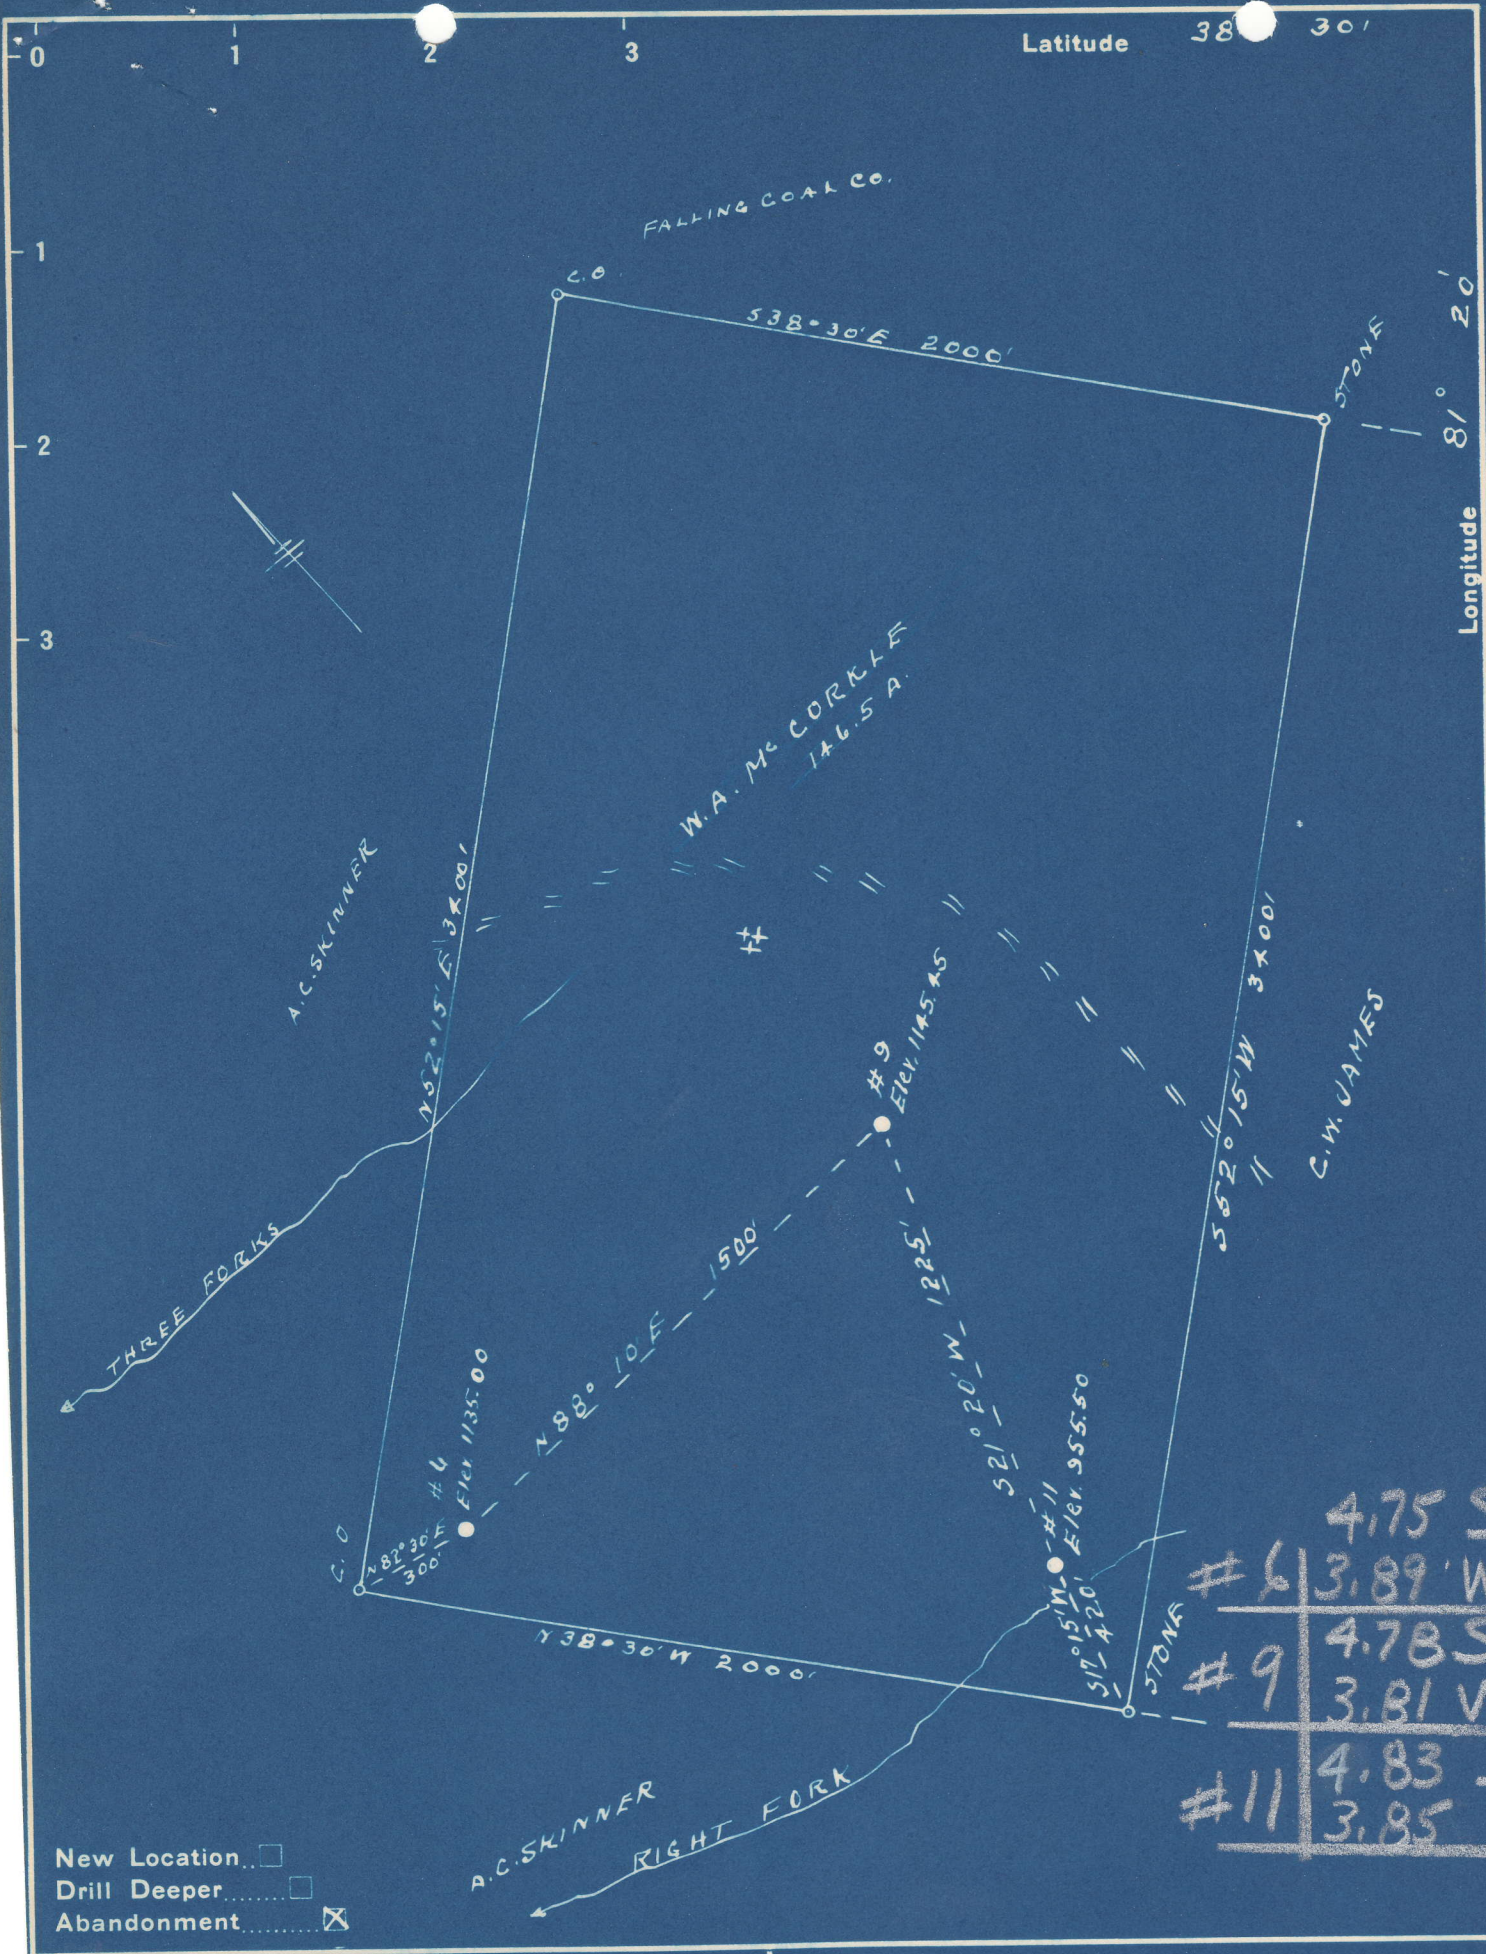 0 1 2 3
Latitude 38 30'
1
2
3
81° 20'
Longitude
FALLING COAL CO.
C.O.
S38°30'E 2000'
STONE
W.A. Mc CORKLE
146.5 A.
A.C. SKINNER
N52°15'E 3400'
S52°15'W 3400'
C.W. JAMES
#9
Elev. 1145.45
THREE FORKS
N88° 10'E 1500'
S21° 20' W 1225'
#6
Elev. 1135.00
#11
Elev. 955.50
C.O
N82°30'E
300'
S17°15'W
420'
STONE
N38°30'W 2000'
A.C. SKINNER
RIGHT FORK
4.75 S
#6 3.89 W
4.78 S
#9 3.81
4.83
#11 3.85
New Location
Drill Deeper
Abandonment X